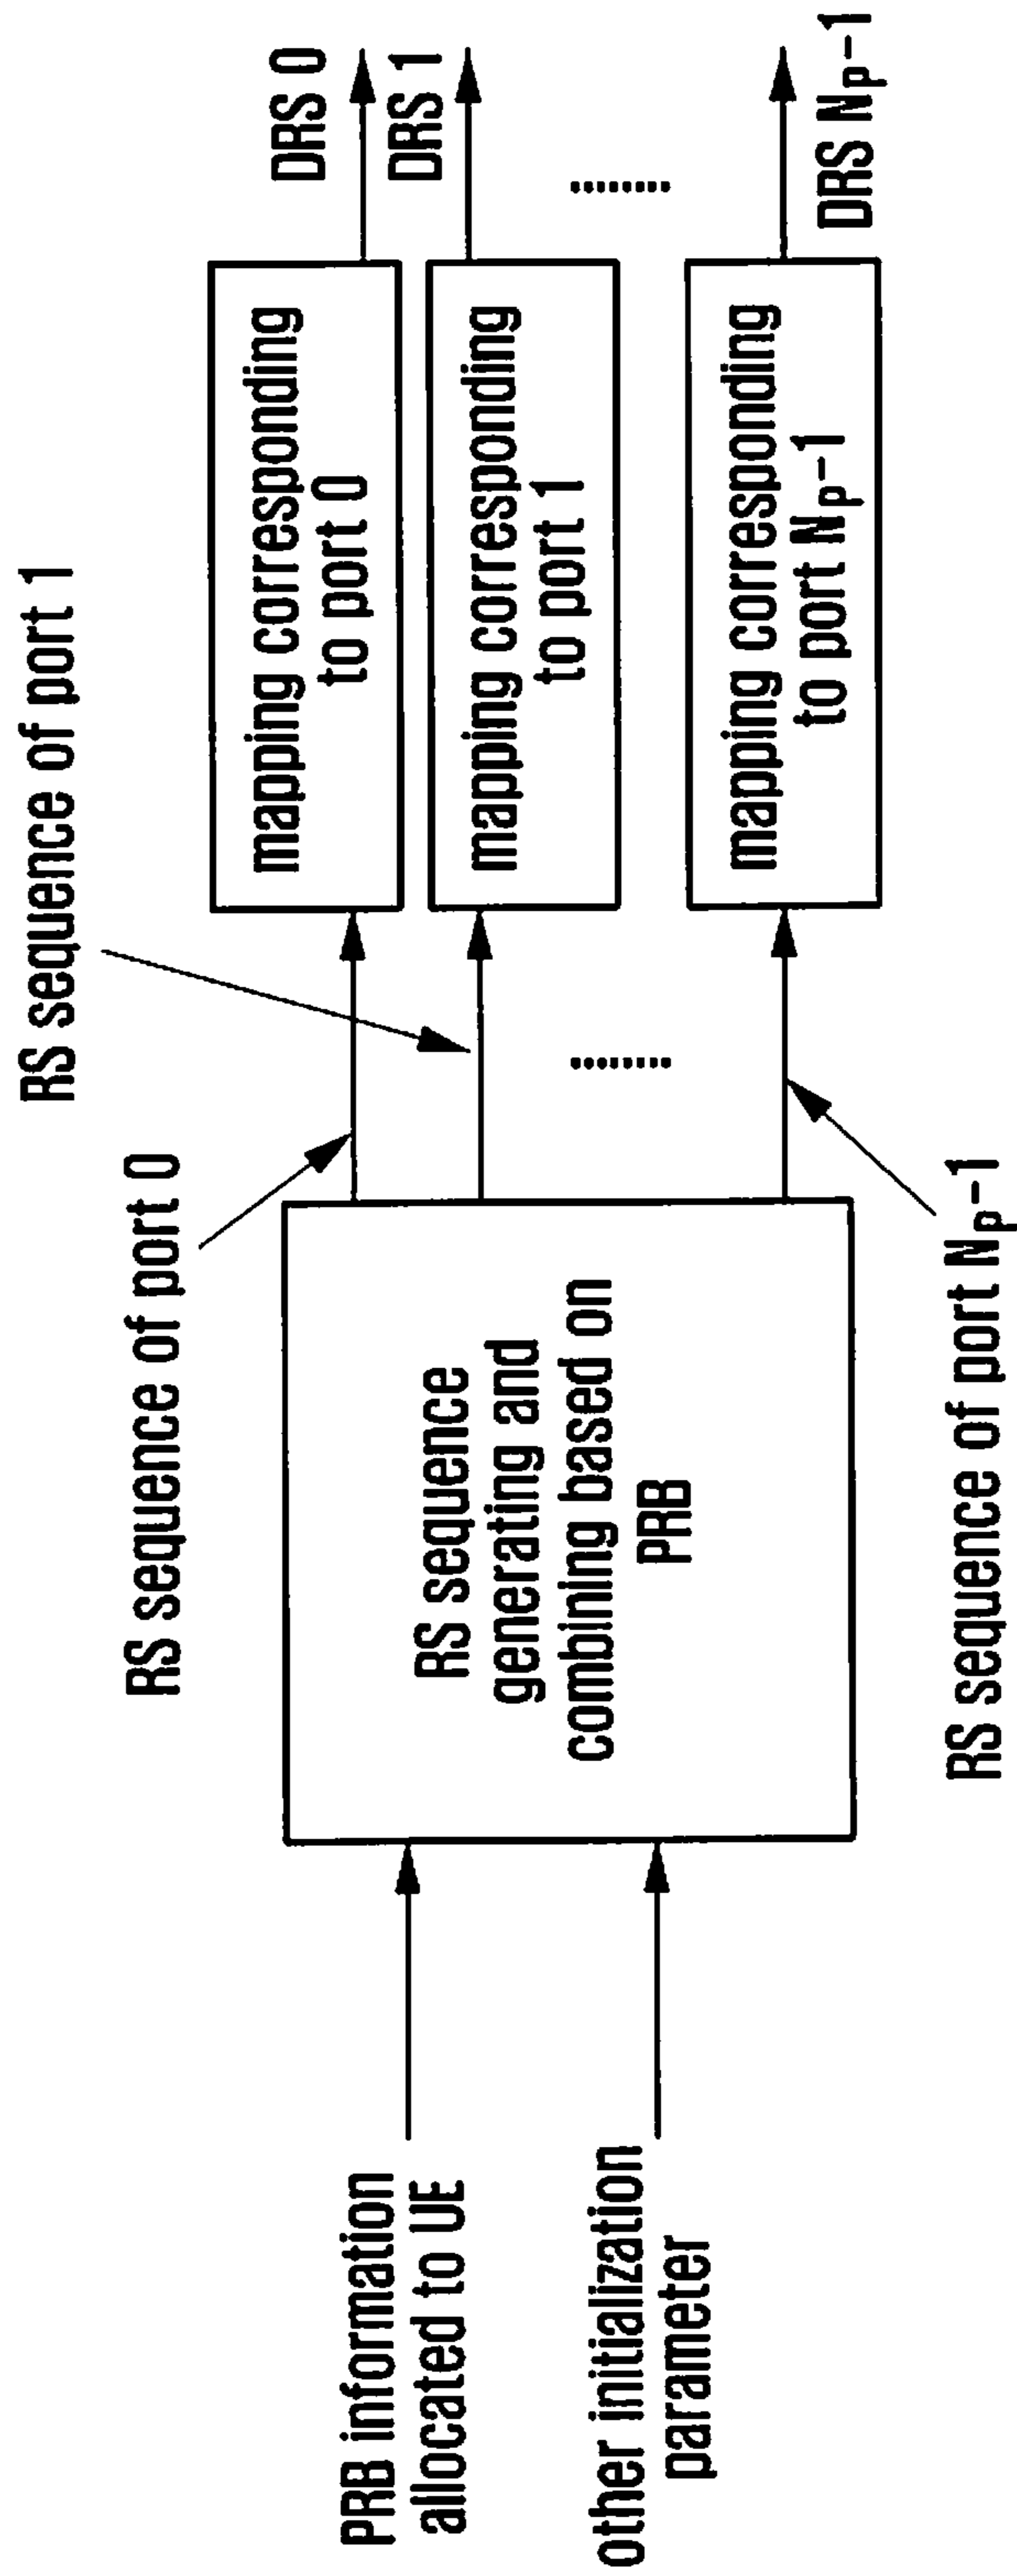 PRB information
allocated to UE
other initialization
parameter
RS sequence
generating and
combining based on
PRB
RS sequence of port 0
RS sequence of port 1
RS sequence of port Np-1
mapping corresponding
to port 0
mapping corresponding
to port 1
mapping corresponding
to port Np-1
DRS 0
DRS 1
DRS Np-1